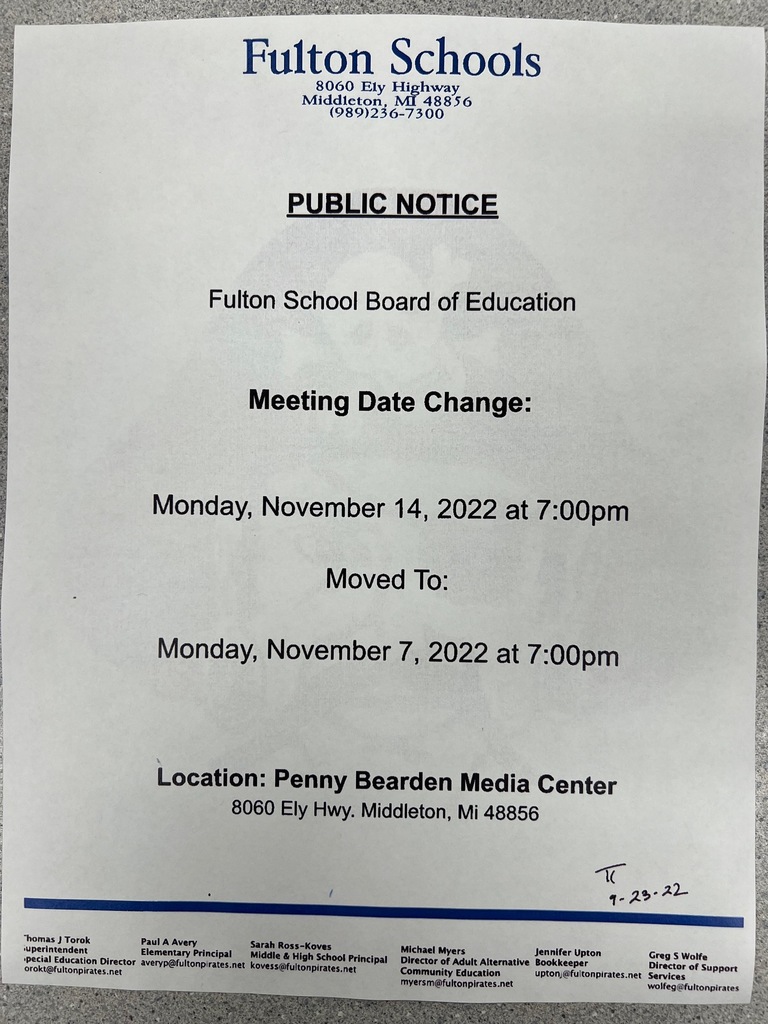 Fulton Schools
8060 Ely Highway
Middleton, MI 48856
(989)236-7300
PUBLIC NOTICE
Fulton School Board of Education
Meeting Date Change:
Monday, November 14, 2022 at 7:00pm
Moved To:
Monday, November 7, 2022 at 7:00pm
Location: Penny Bearden Media Center
8060 Ely Hwy. Middleton, Mi 48856
9-23-22
Thomas J Torok
uperintendent
pecial Education Director
orokt@fultonpirates.net
Paul A Avery
Elementary Principal
averyp@fultonpirates.net
Sarah Ross-Koves
Middle & High School Principal
kovess@fultonpirates.net
Michael Myers
Director of Adult Alternative
Community Education
myersm@fultonpirates.net
Jennifer Upton
Bookkeeper
uptonj@fultonpirates.net
Greg S Wolfe
Director of Support
Services
wolfeg@fultonpirates